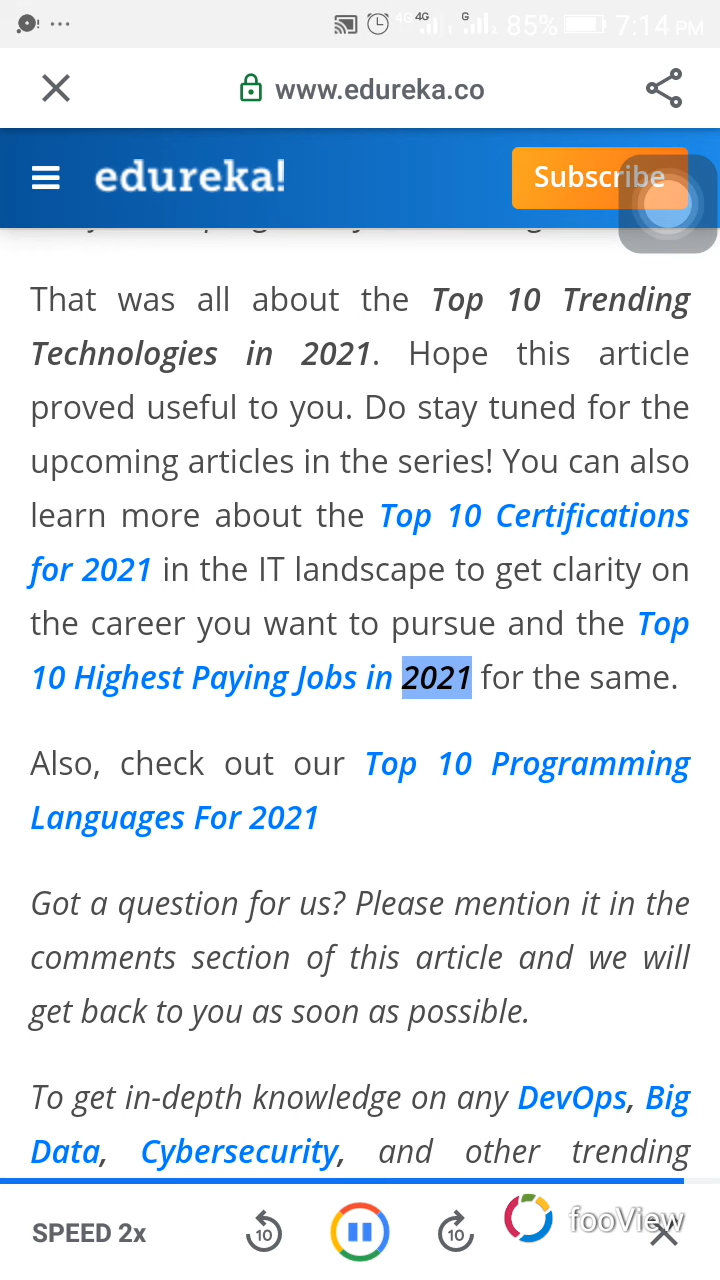 4G 4G G 85% 7:14 PM
www.edureka.co
edureka!
Subscribe
That was all about the Top 10 Trending
Technologies in 2021. Hope this article
proved useful to you. Do stay tuned for the
upcoming articles in the series! You can also
learn more about the Top 10 Certifications
for 2021 in the IT landscape to get clarity on
the career you want to pursue and the Top
10 Highest Paying Jobs in 2021 for the same.
Also, check out our Top 10 Programming
Languages For 2021
Got a question for us? Please mention it in the
comments section of this article and we will
get back to you as soon as possible.
To get in-depth knowledge on any DevOps, Big
Data, Cybersecurity, and other trending
SPEED 2x 10 10 fooView